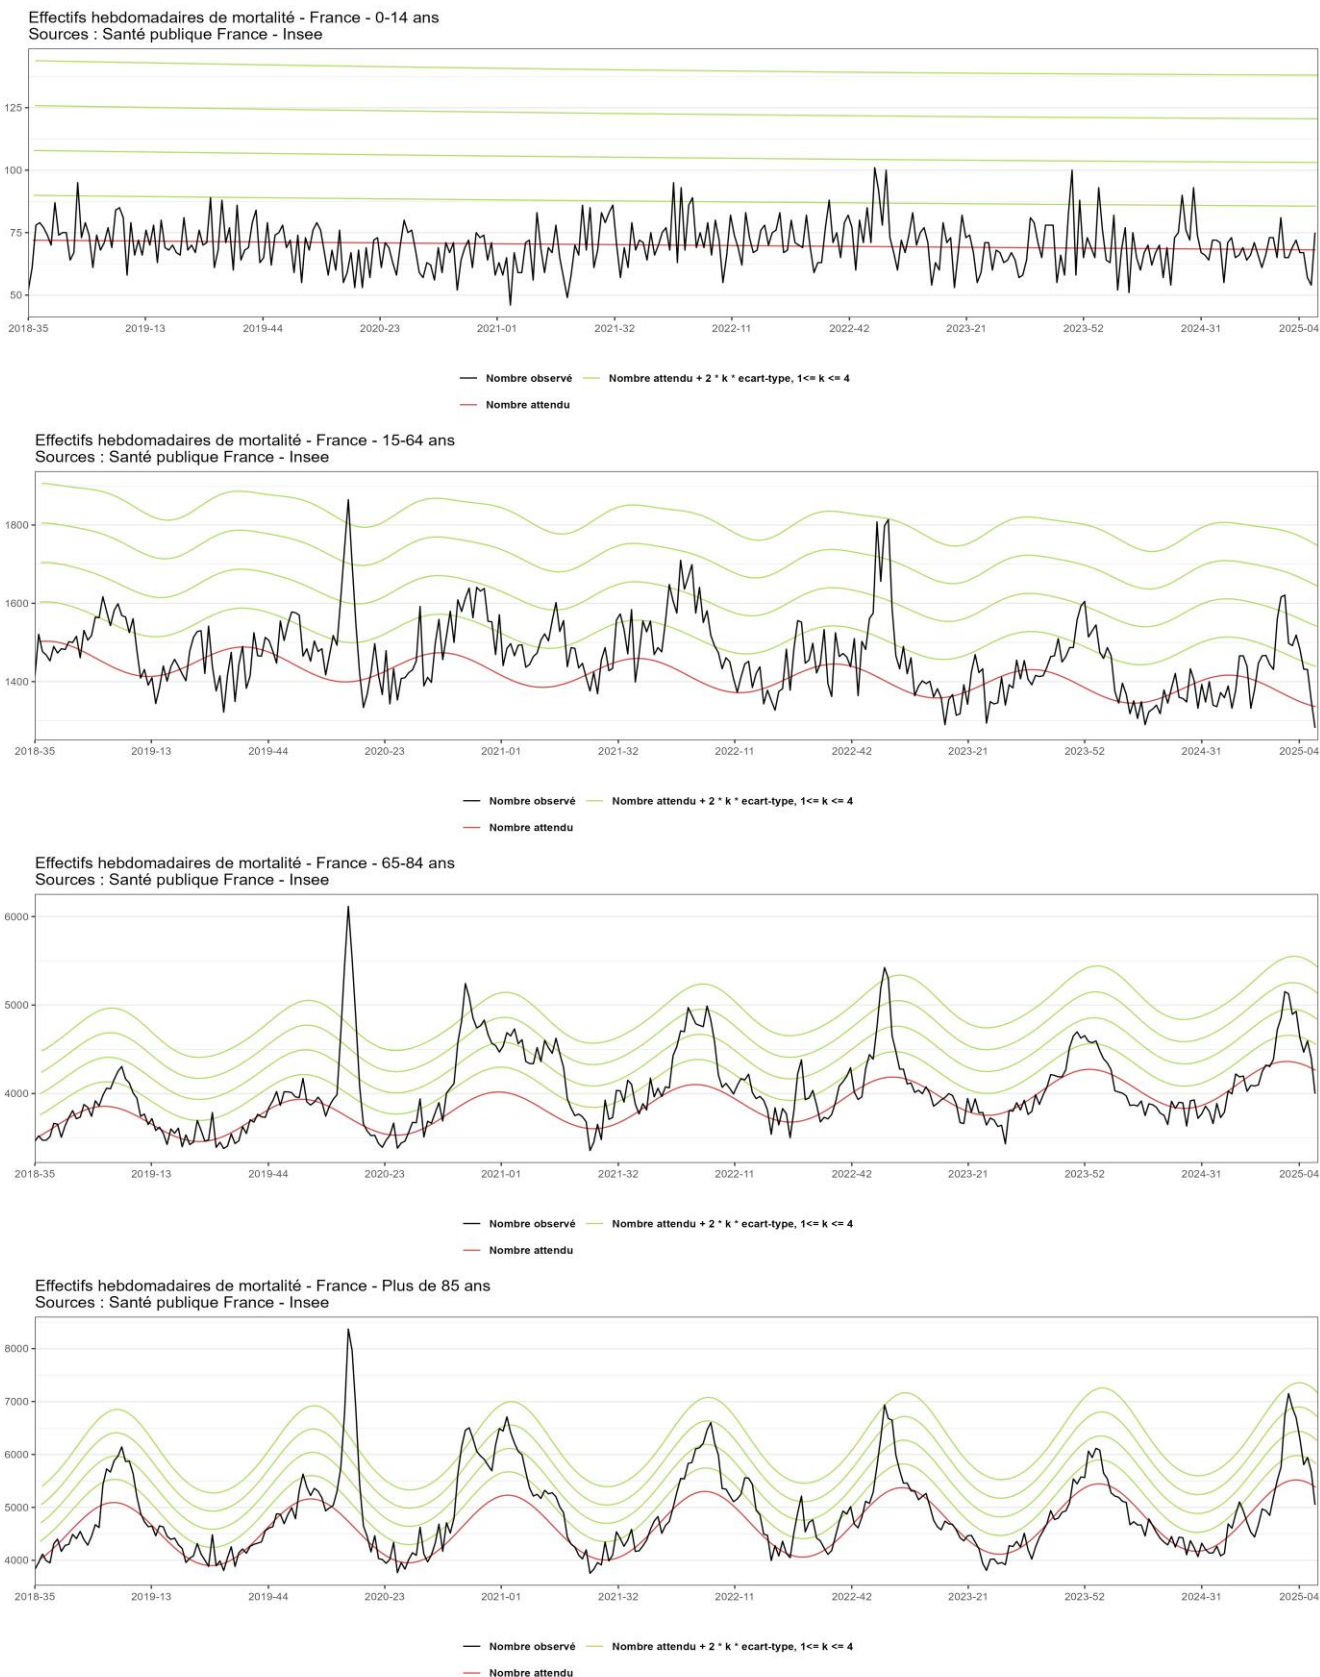 Effectifs hebdomadaires de mortalité - France - 0-14 ans
Sources : Santé publique France - Insee
125
100
75
50
2018-35 2019-13 2019-44 2020-23 2021-01 2021-32 2022-11 2022-42 2023-21 2023-52 2024-31 2025-04
Nombre observé Nombre attendu + 2 * k * ecart-type, 1<= k <= 4
Nombre attendu
Effectifs hebdomadaires de mortalité - France - 15-64 ans
Sources : Santé publique France - Insee
1800
1600
1400
2018-35 2019-13 2019-44 2020-23 2021-01 2021-32 2022-11 2022-42 2023-21 2023-52 2024-31 2025-04
Nombre observé Nombre attendu + 2 * k * ecart-type, 1<= k <= 4
Nombre attendu
Effectifs hebdomadaires de mortalité - France - 65-84 ans
Sources : Santé publique France - Insee
6000
5000
4000
2018-35 2019-13 2019-44 2020-23 2021-01 2021-32 2022-11 2022-42 2023-21 2023-52 2024-31 2025-04
Nombre observé Nombre attendu + 2 * k * ecart-type, 1<= k <= 4
Nombre attendu
Effectifs hebdomadaires de mortalité - France - Plus de 85 ans
Sources : Santé publique France - Insee
8000
7000
6000
5000
4000
2018-35 2019-13 2019-44 2020-23 2021-01 2021-32 2022-11 2022-42 2023-21 2023-52 2024-31 2025-04
Nombre observé Nombre attendu + 2 * k * ecart-type, 1<= k <= 4
Nombre attendu